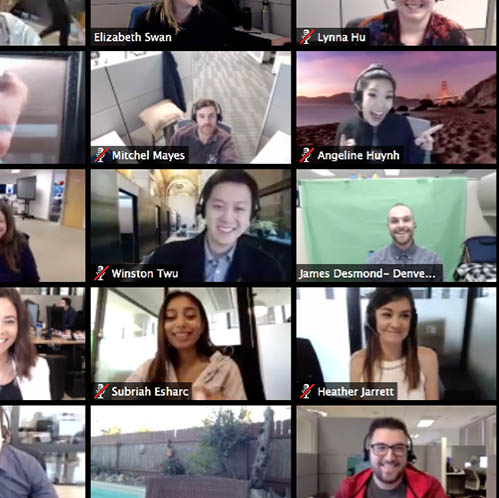 Elizabeth Swan
Lynna Hu
Mitchel Mayes
Angeline Huynh
Winston Twu
James Desmond- Denve...
Subriah Esharc
Heather Jarrett